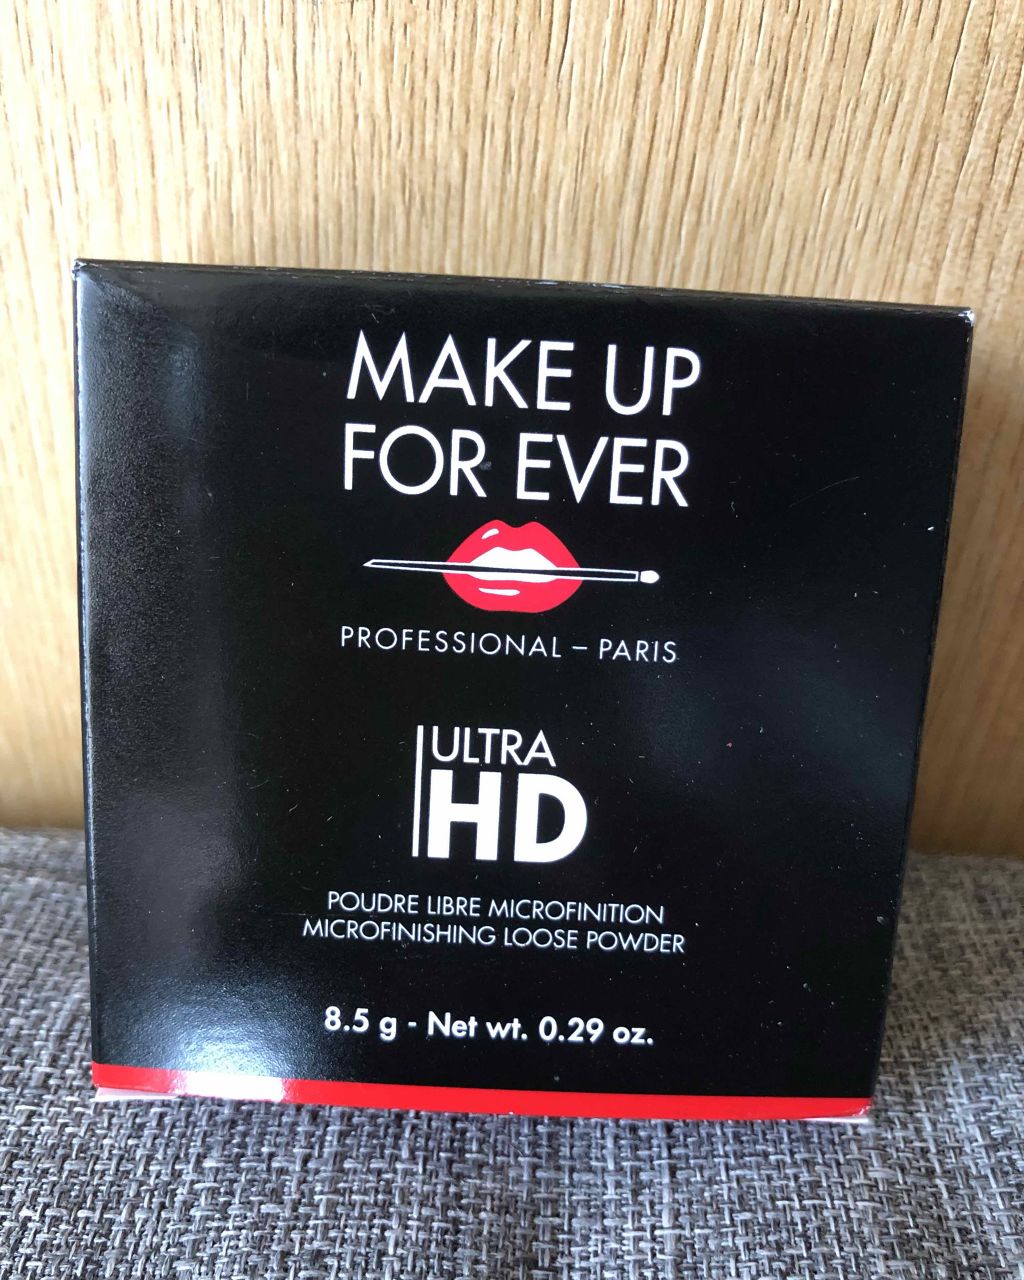 MAKE UP
FOR EVER
PROFESSIONAL – PARIS
ULTRA
HD
POUDRE LIBRE MICROFINITION
MICROFINISHING LOOSE POWDER
8.5 g - Net wt. 0.29 oz.